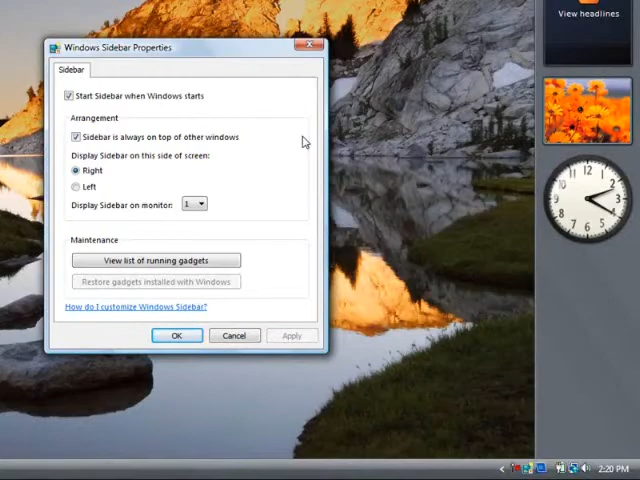 View headlines
Windows Sidebar Properties
Sidebar
Start Sidebar when Windows starts
Arrangement
Sidebar is always on top of other windows
Display Sidebar on this side of screen:
Right
Left
Display Sidebar on monitor: 1
Maintenance
View list of running gadgets
Restore gadgets installed with Windows
How do I customize Windows Sidebar?
OK Cancel Apply
12
1
2
3
4
5
6
7
8
9
10
11
2:20 PM